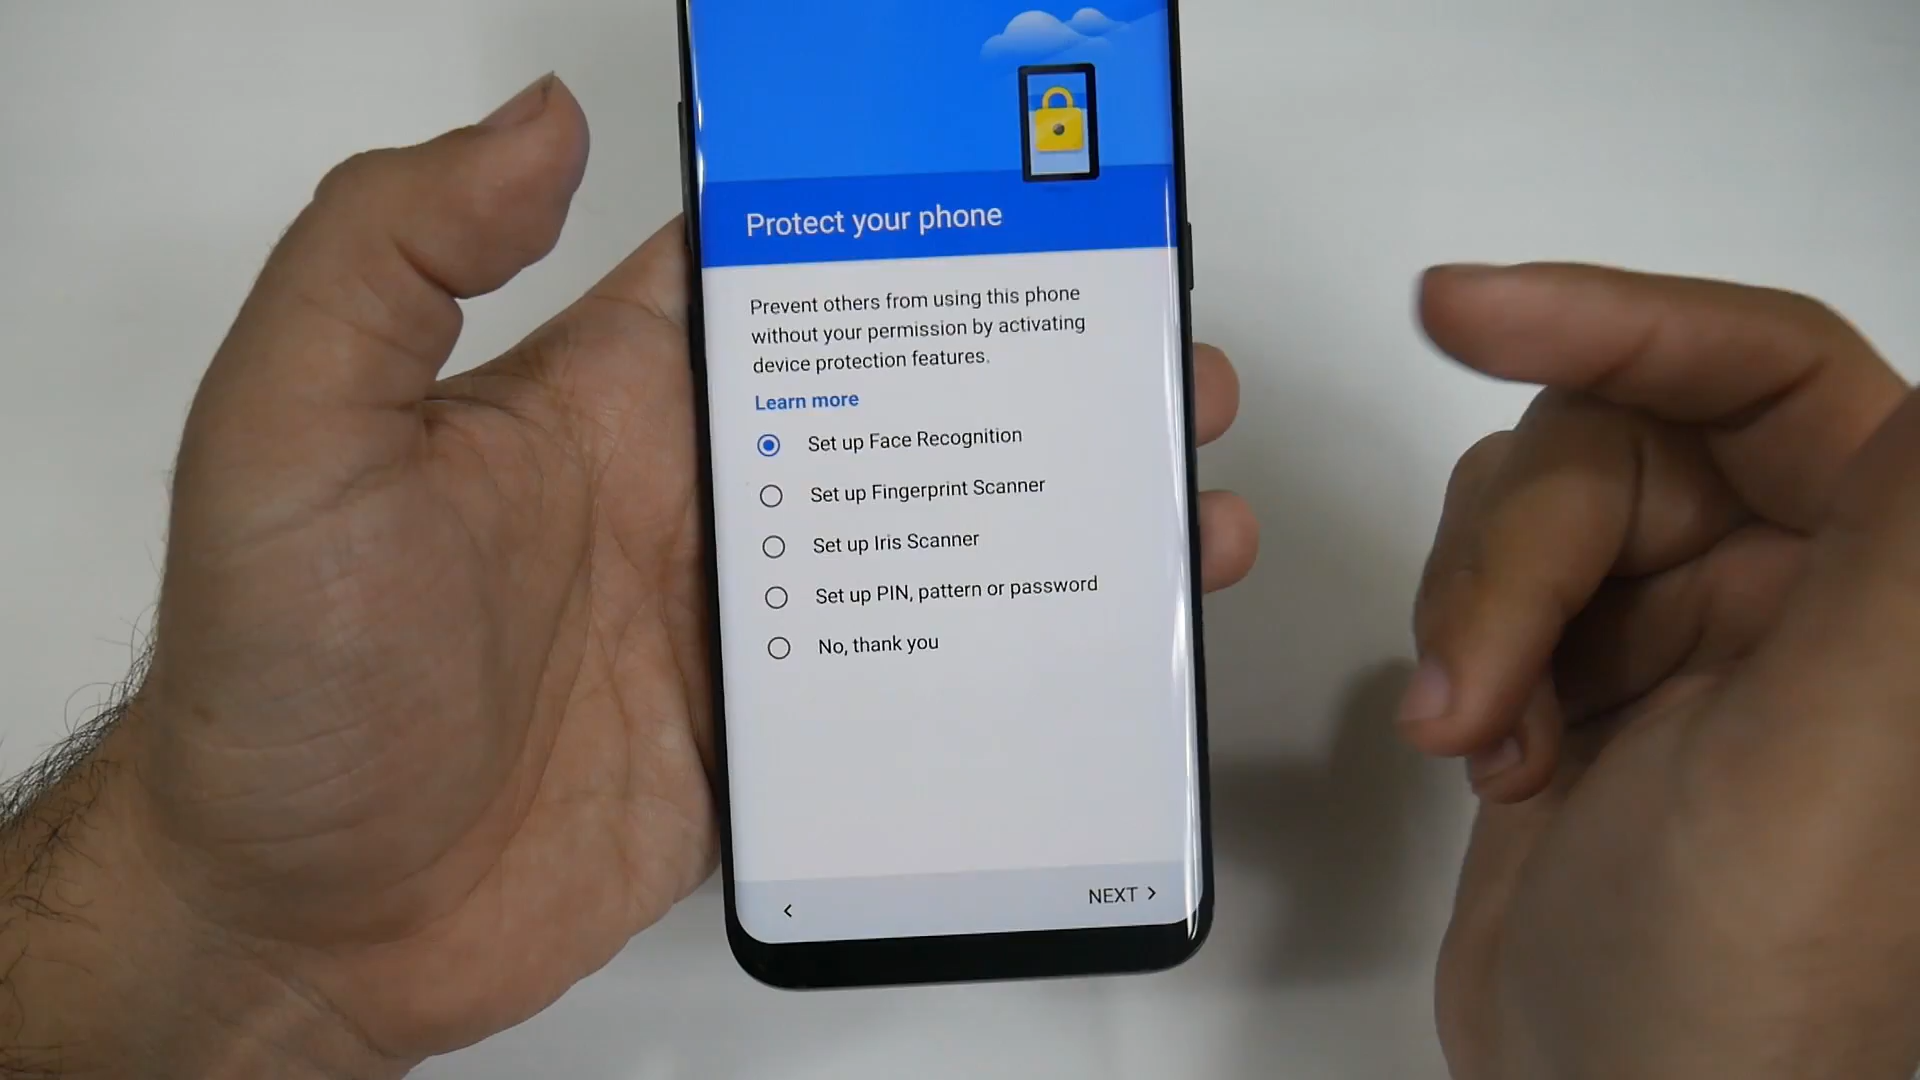 Protect your phone
Prevent others from using this phone
without your permission by activating
device protection features.
Learn more
Set up Face Recognition
Set up Fingerprint Scanner
Set up Iris Scanner
Set up PIN, pattern or password
No, thank you
NEXT